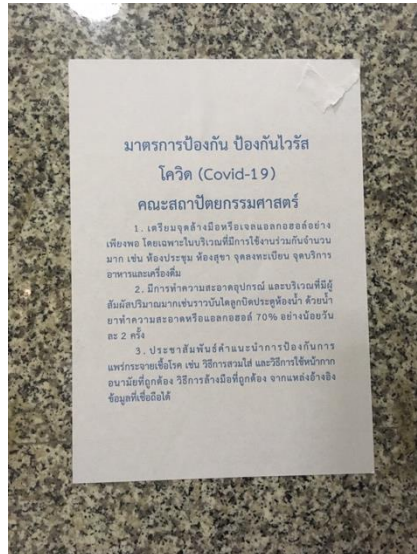 มาตรการป้องกัน ป้องกันไวรัส
โควิด (Covid-19)
คณะสถาปัตยกรรมศาสตร์
1. เตรียมจุดล้างมือหรือเจลแอลกอฮอล์อย่าง
เพียงพอ โดยเฉพาะในบริเวณที่มีการใช้งานร่วมกันจำนวน
มาก เช่น ห้องประชุม ห้องสุขา จุดลงทะเบียน จุดบริการ
อาหารและเครื่องดื่ม
2. มีการทำความสะอาดอุปกรณ์ และบริเวณที่มีผู้
สัมผัสปริมาณมากเช่นราวบันไดลูกบิดประตูห้องน้ำ ด้วยน้ำ
ยาทำความสะอาดหรือแอลกอฮอล์ 70% อย่างน้อยวัน
ละ 2 ครั้ง
3. ประชาสัมพันธ์คำแนะนำการป้องกันการ
แพร่กระจายเชื้อโรค เช่น วิธีการสวมใส่ และวิธีการใช้หน้ากาก
อนามัยที่ถูกต้อง วิธีการล้างมือที่ถูกต้อง จากแหล่งอ้างอิง
ข้อมูลที่เชื่อถือได้